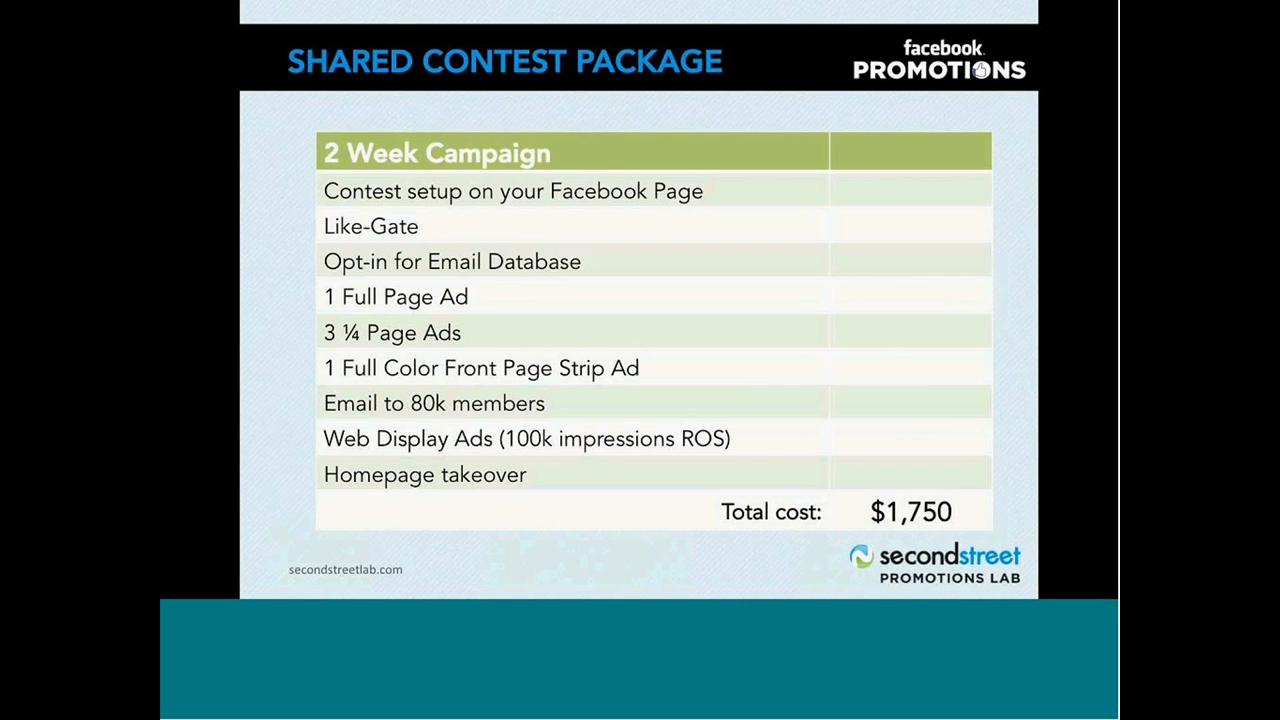 SHARED CONTEST PACKAGE
facebook
PROMOTIONS
2 Week Campaign
Contest setup on your Facebook Page
Like-Gate
Opt-in for Email Database
1 Full Page Ad
3 ¼ Page Ads
1 Full Color Front Page Strip Ad
Email to 80k members
Web Display Ads (100k impressions ROS)
Homepage takeover
Total cost: $1,750
secondstreetlab.com
secondstreet
PROMOTIONS LAB